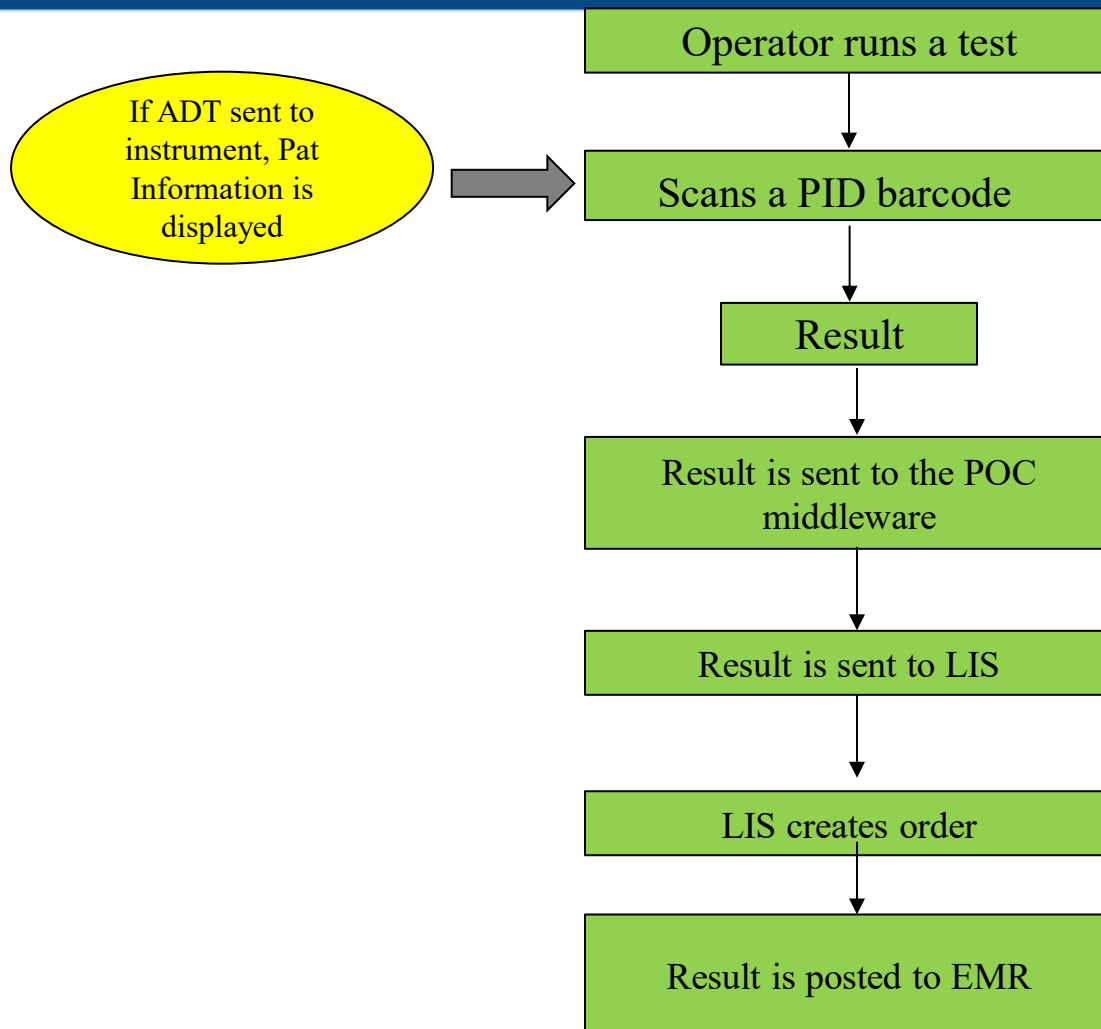 Operator runs a test
If ADT sent to
instrument, Pat
Information is
displayed
Scans a PID barcode
Result
Result is sent to the POC
middleware
Result is sent to LIS
LIS creates order
Result is posted to EMR